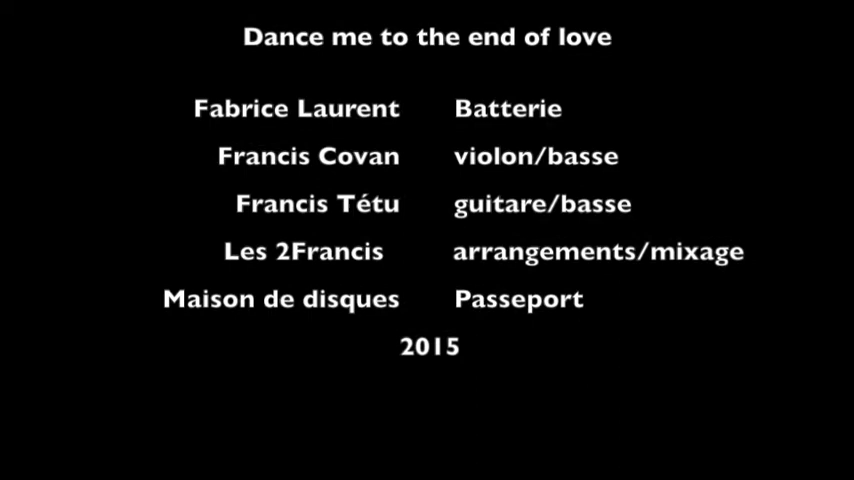 Dance me to the end of love
Fabrice Laurent Batterie
Francis Covan violon/basse
Francis Tétu guitare/basse
Les 2Francis arrangements/mixage
Maison de disques Passeport
2015